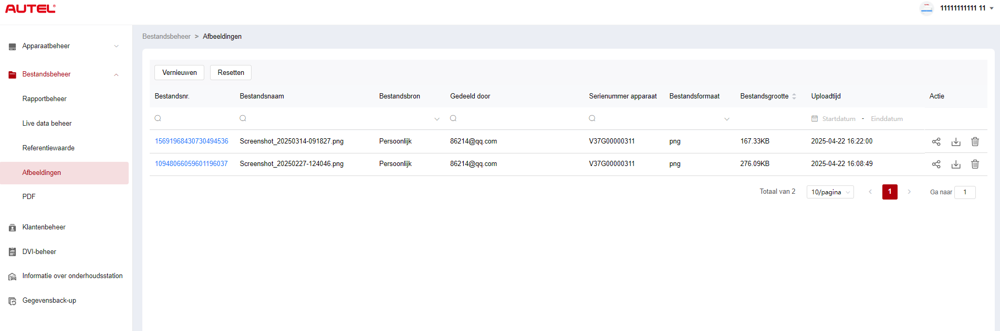 AUTEL®
11111111111 11
Apparaatbeheer
Bestandsbeheer
Rapportbeheer
Live data beheer
Referentiewaarde
Afbeeldingen
PDF
Klantenbeheer
DVI-beheer
Informatie over onderhoudsstation
Gegevensback-up
Bestandsbeheer > Afbeeldingen
Vernieuwen Resetten
Bestandsnr. Bestandsnaam Bestandsbron Gedeeld door Serienummer apparaat Bestandsformaat Bestandsgrootte Uploadtijd Actie
Startdatum - Einddatum
15691968430730494536 Screenshot_20250314-091827.png Persoonlijk 86214@qq.com V37G00000311 png 167.33KB 2025-04-22 16:22:00
10948066059601196037 Screenshot_20250227-124046.png Persoonlijk 86214@qq.com V37G00000311 png 276.09KB 2025-04-22 16:08:49
Totaal van 2 10/pagina < 1 > Ga naar 1